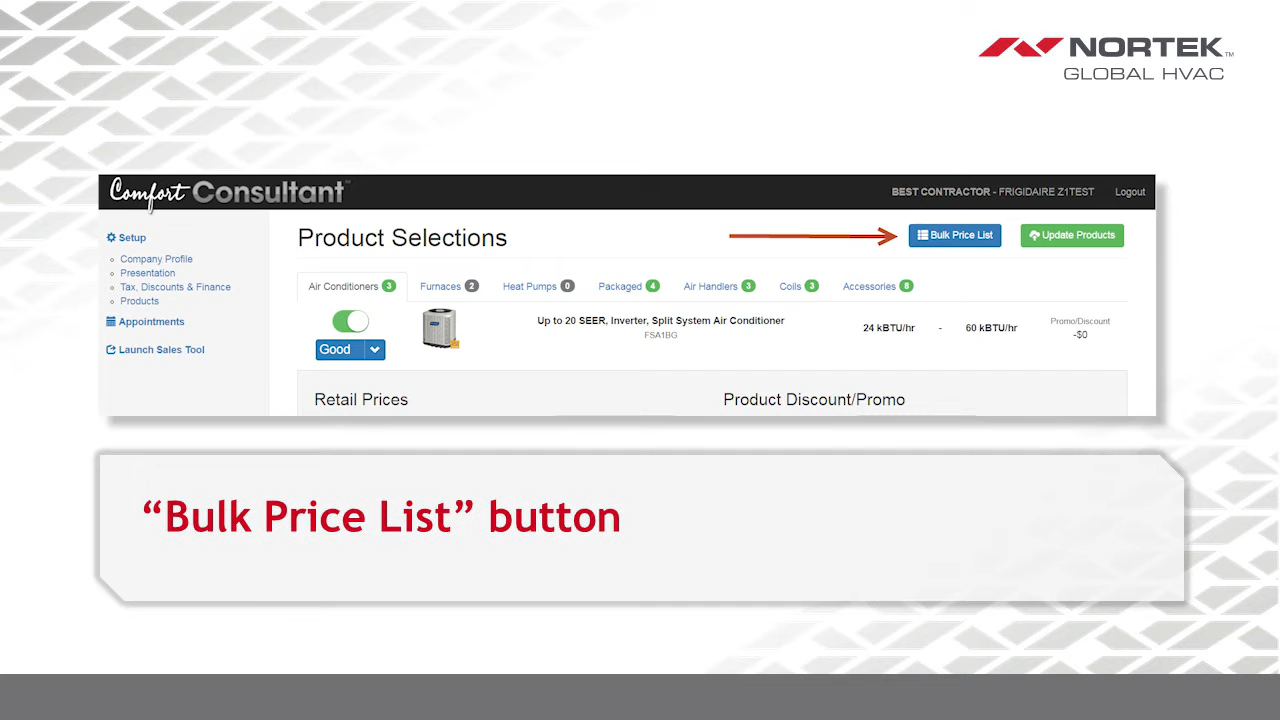 NORTEK™
GLOBAL HVAC
Comfort Consultant™
BEST CONTRACTOR - FRIGIDAIRE Z1TEST
Logout
Setup
Company Profile
Presentation
Tax, Discounts & Finance
Products
Appointments
Launch Sales Tool
Product Selections
Bulk Price List
Update Products
Air Conditioners 3
Furnaces 2
Heat Pumps 0
Packaged 4
Air Handlers 3
Coils 3
Accessories 8
Good
Up to 20 SEER, Inverter, Split System Air Conditioner
FSA1BG
24 kBTU/hr - 60 kBTU/hr
Promo/Discount
-$0
Retail Prices
Product Discount/Promo
“Bulk Price List” button